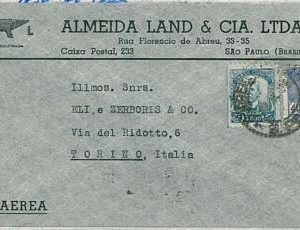 L
ALMEIDA LAND & CIA. LTDA
Rua Florencio de Abreu, 33-35
Caixa Postal, 233 SÃO PAULO (BRASIL
Illmos. Snrs.
ELI, e ZERBORIS & CO.
Via del Ridotto,6
TORINO, Italia
AEREA